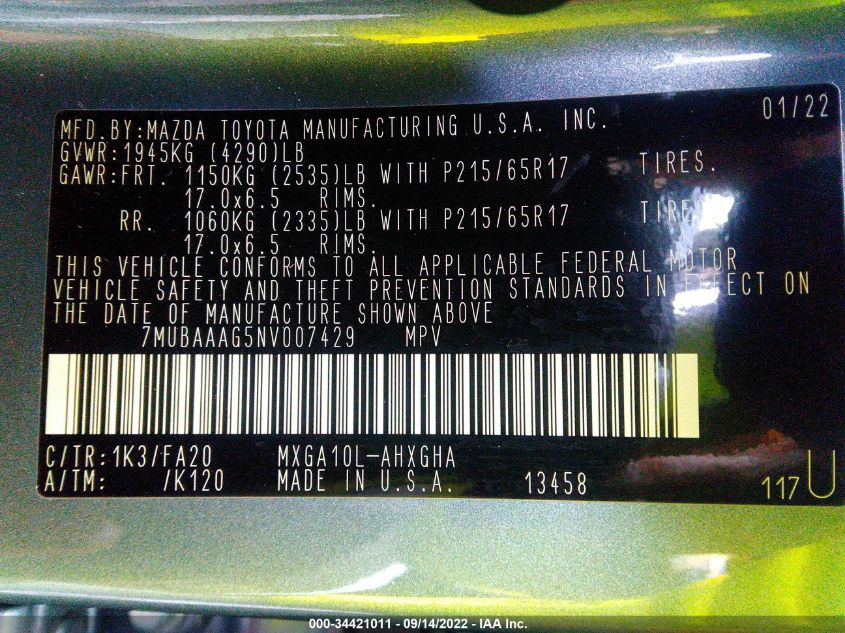 01/22
MFD.BY:MAZDA TOYOTA MANUFACTURING U.S.A. INC.
GVWR:1945KG (4290)LB
GAWR:FRT. 1150KG (2535)LB WITH P215/65R17 TIRES.
17.0x6.5 RIMS.
RR. 1060KG (2335)LB WITH P215/65R17 TIRES.
17.0x6.5 RIMS.
THIS VEHICLE CONFORMS TO ALL APPLICABLE FEDERAL MOTOR
VEHICLE SAFETY AND THEFT PREVENTION STANDARDS IN EFFECT ON
THE DATE OF MANUFACTURE SHOWN ABOVE
7MUBAAAG5NV007429 MPV
C/TR:1K3/FA20 MXGA10L-AHXGHA
A/TM: /K120 MADE IN U.S.A. 13458
117U
000-34421011 - 09/14/2022 - IAA Inc.